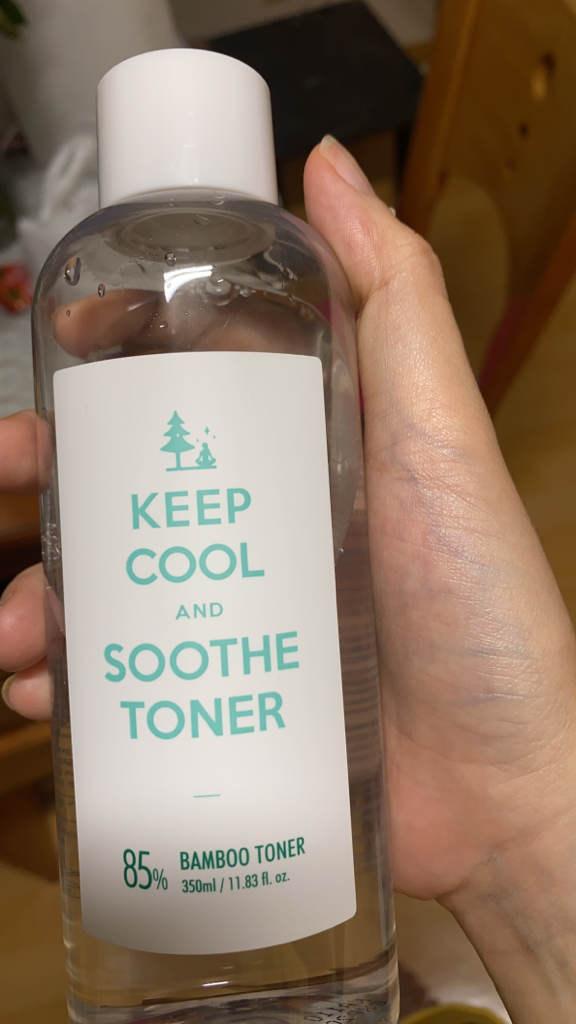 KEEP
COOL
AND
SOOTHE
TONER
85% BAMBOO TONER
350ml / 11.83 fl. oz.